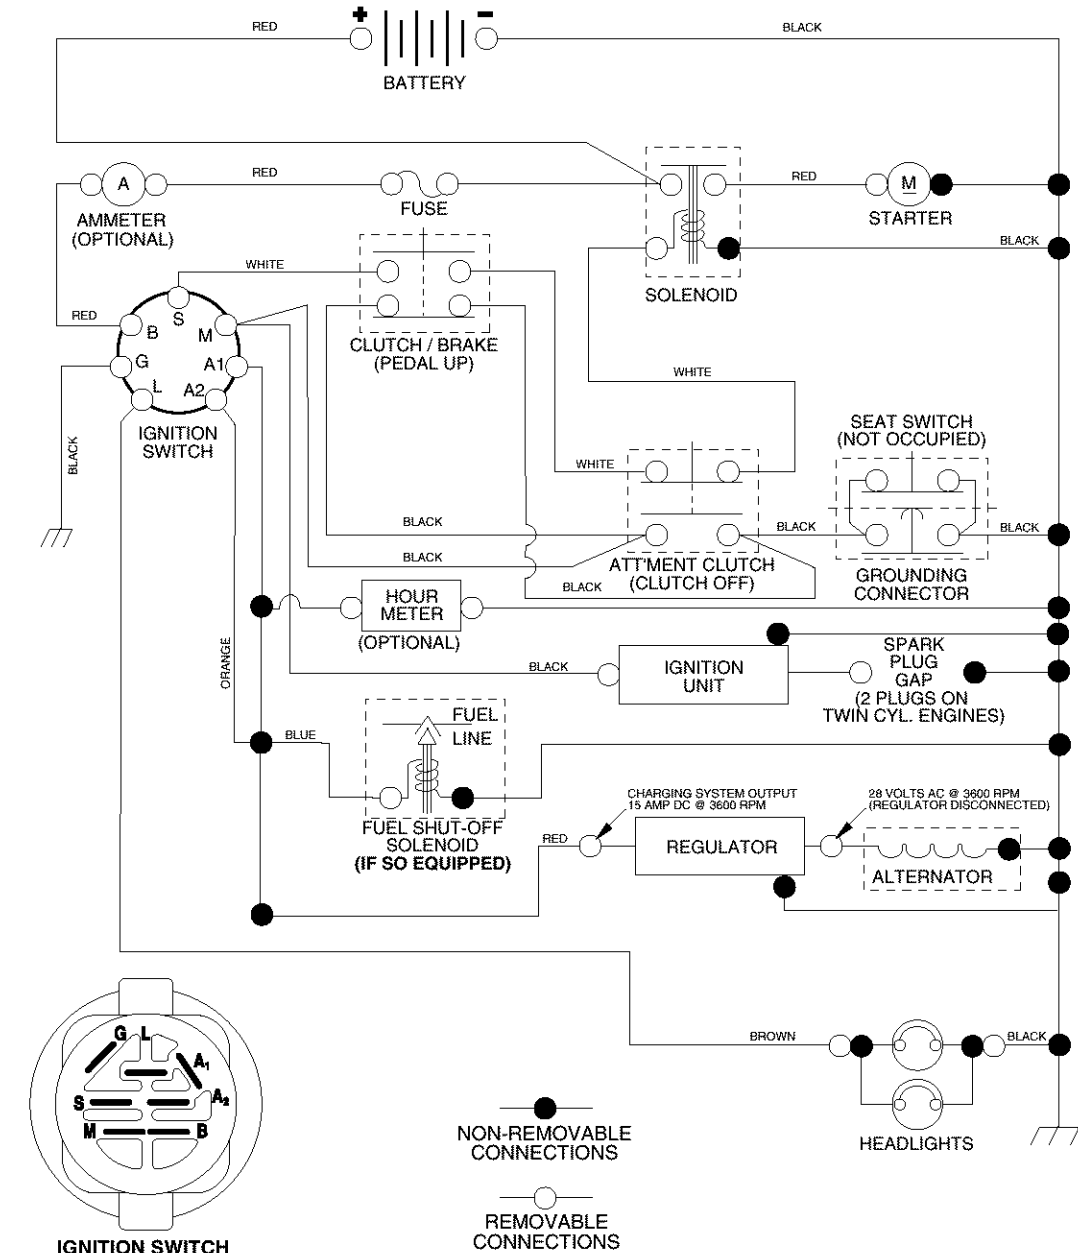 + -
RED
BLACK
BATTERY
A
RED
FUSE
RED
M
AMMETER
(OPTIONAL)
STARTER
BLACK
SOLENOID
WHITE
RED
S
B
M
G
A1
L
A2
IGNITION
SWITCH
CLUTCH / BRAKE
(PEDAL UP)
WHITE
BLACK
SEAT SWITCH
(NOT OCCUPIED)
WHITE
BLACK
BLACK
BLACK
BLACK
ATT'MENT CLUTCH
(CLUTCH OFF)
BLACK
GROUNDING
CONNECTOR
HOUR
METER
(OPTIONAL)
ORANGE
BLACK
IGNITION
UNIT
SPARK
PLUG
GAP
(2 PLUGS ON
TWIN CYL. ENGINES)
BLUE
FUEL
LINE
FUEL SHUT-OFF
SOLENOID
(IF SO EQUIPPED)
CHARGING SYSTEM OUTPUT
15 AMP DC @ 3600 RPM
28 VOLTS AC @ 3600 RPM
(REGULATOR DISCONNECTED)
RED
REGULATOR
ALTERNATOR
BROWN
BLACK
HEADLIGHTS
G L
A1
A2
S
M
B
IGNITION SWITCH
NON-REMOVABLE
CONNECTIONS
REMOVABLE
CONNECTIONS